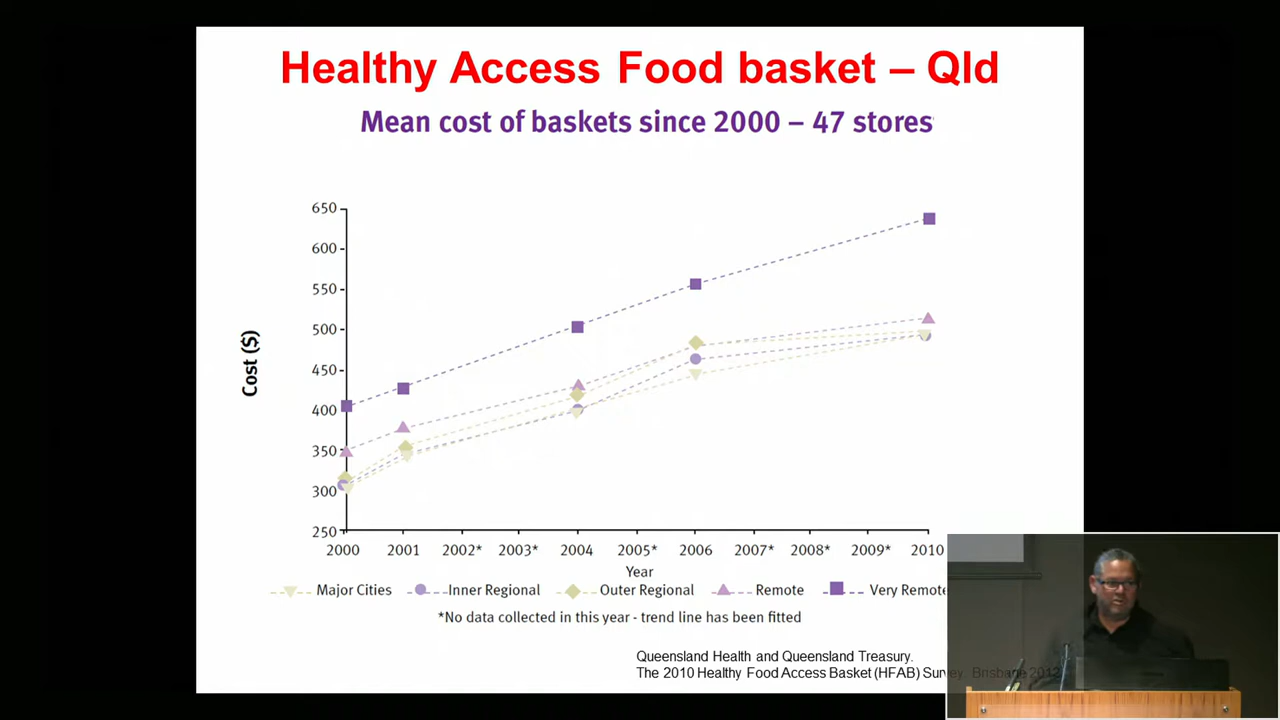 Healthy Access Food basket – Qld
Mean cost of baskets since 2000 – 47 stores
650
600
550
500
450
400
350
300
250
Cost ($)
2000 2001 2002* 2003* 2004 2005* 2006 2007* 2008* 2009* 2010
Year
Major Cities Inner Regional Outer Regional Remote Very Remote
*No data collected in this year - trend line has been fitted
Queensland Health and Queensland Treasury.
The 2010 Healthy Food Access Basket (HFAB) Survey. Brisbane 2012